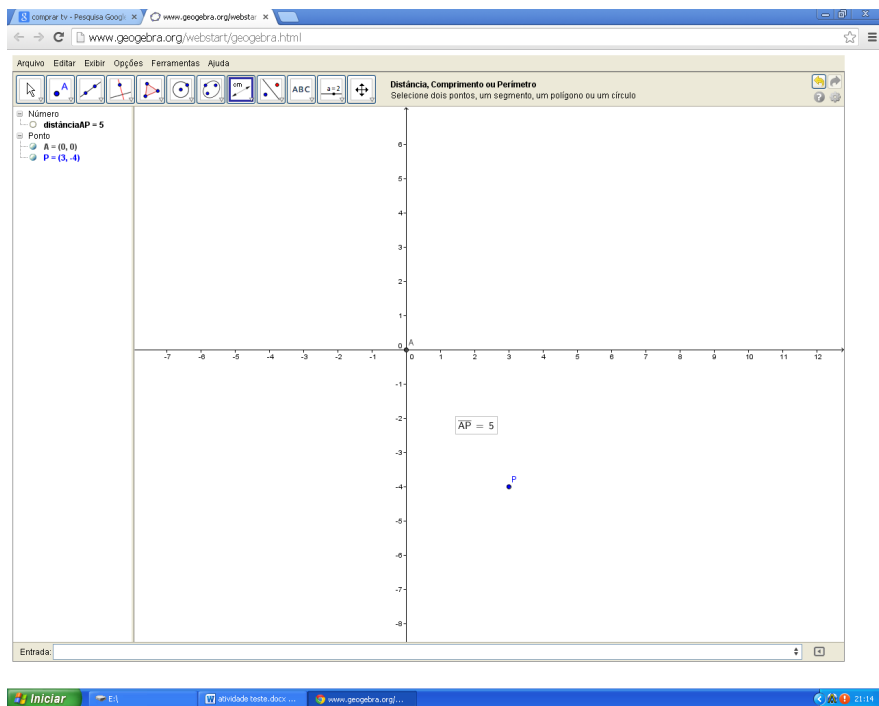 comprar tv - Pesquisa Googl
www.geogebra.org/webstar
www.geogebra.org/webstart/geogebra.html
Arquivo Editar Exibir Opções Ferramentas Ajuda
A
cm
ABC
a=2
Distância, Comprimento ou Perímetro
Selecione dois pontos, um segmento, um polígono ou um círculo
Número
distânciaAP = 5
Ponto
A = (0, 0)
P = (3, -4)
6
5
4
3
2
1
0 A
-7 -6 -5 -4 -3 -2 -1 0 1 2 3 4 5 6 7 8 9 10 11 12
-1
-2
AP = 5
-3
-4
P
-5
-6
-7
-8
Entrada:
Iniciar E:\ atividade teste.docx ... www.geogebra.org/... 21:14